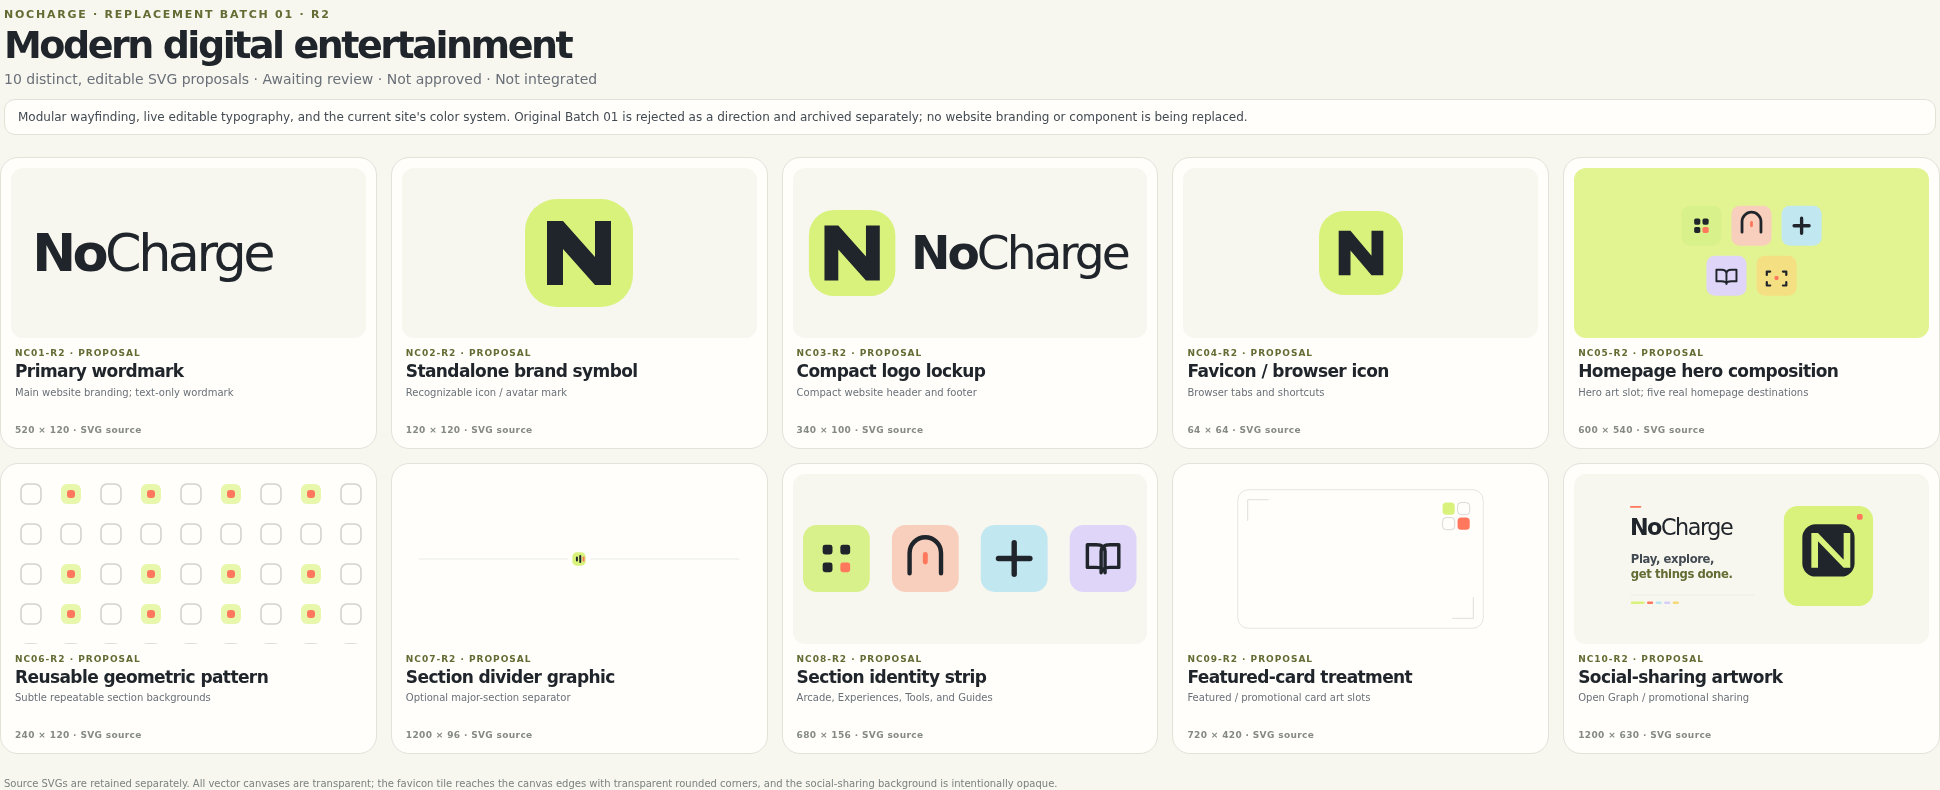 NOCHARGE · REPLACEMENT BATCH 01 · R2
Modern digital entertainment
10 distinct, editable SVG proposals · Awaiting review · Not approved · Not integrated
Modular wayfinding, live editable typography, and the current site's color system. Original Batch 01 is rejected as a direction and archived separately; no website branding or component is being replaced.
NoCharge
NC01-R2 · PROPOSAL
Primary wordmark
Main website branding; text-only wordmark
520 × 120 · SVG source
N
NC02-R2 · PROPOSAL
Standalone brand symbol
Recognizable icon / avatar mark
120 × 120 · SVG source
N NoCharge
NC03-R2 · PROPOSAL
Compact logo lockup
Compact website header and footer
340 × 100 · SVG source
N
NC04-R2 · PROPOSAL
Favicon / browser icon
Browser tabs and shortcuts
64 × 64 · SVG source
NC05-R2 · PROPOSAL
Homepage hero composition
Hero art slot; five real homepage destinations
600 × 540 · SVG source
NC06-R2 · PROPOSAL
Reusable geometric pattern
Subtle repeatable section backgrounds
240 × 120 · SVG source
NC07-R2 · PROPOSAL
Section divider graphic
Optional major-section separator
1200 × 96 · SVG source
NC08-R2 · PROPOSAL
Section identity strip
Arcade, Experiences, Tools, and Guides
680 × 156 · SVG source
NC09-R2 · PROPOSAL
Featured-card treatment
Featured / promotional card art slots
720 × 420 · SVG source
NoCharge
Play, explore,
get things done.
N
NC10-R2 · PROPOSAL
Social-sharing artwork
Open Graph / promotional sharing
1200 × 630 · SVG source
Source SVGs are retained separately. All vector canvases are transparent; the favicon tile reaches the canvas edges with transparent rounded corners, and the social-sharing background is intentionally opaque.